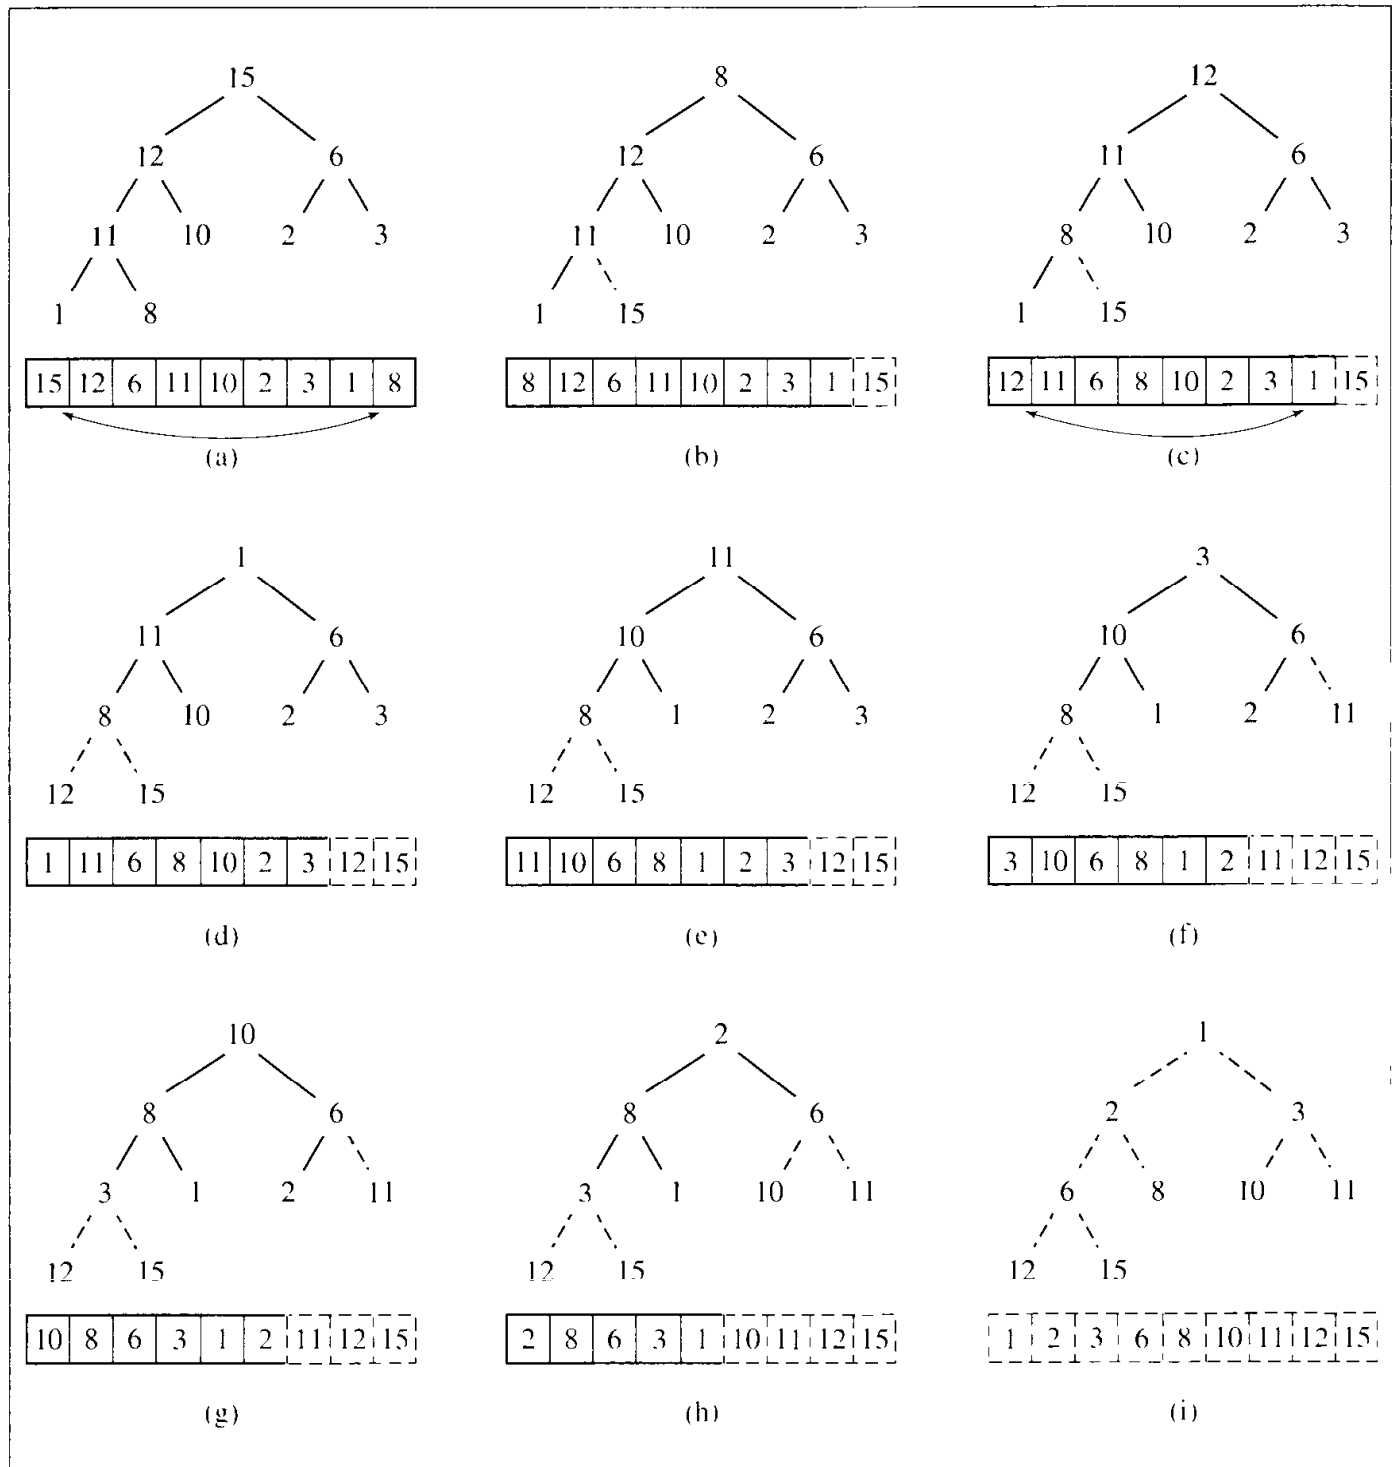 15 8 12
12 6 12 6 11 6
11 10 2 3 11 10 2 3 8 10 2 3
1 8 1 15 1 15
15 12 6 11 10 2 3 1 8 8 12 6 11 10 2 3 1 15 12 11 6 8 10 2 3 1 15
(a) (b) (c)
1 11 3
11 6 10 6 10 6
8 10 2 3 8 1 2 3 8 1 2 11
12 15 12 15 12 15
1 11 6 8 10 2 3 12 15 11 10 6 8 1 2 3 12 15 3 10 6 8 1 2 11 12 15
(d) (e) (f)
10 2 1
8 6 8 6 2 3
3 1 2 11 3 1 10 11 6 8 10 11
12 15 12 15 12 15
10 8 6 3 1 2 11 12 15 2 8 6 3 1 10 11 12 15 1 2 3 6 8 10 11 12 15
(g) (h) (i)